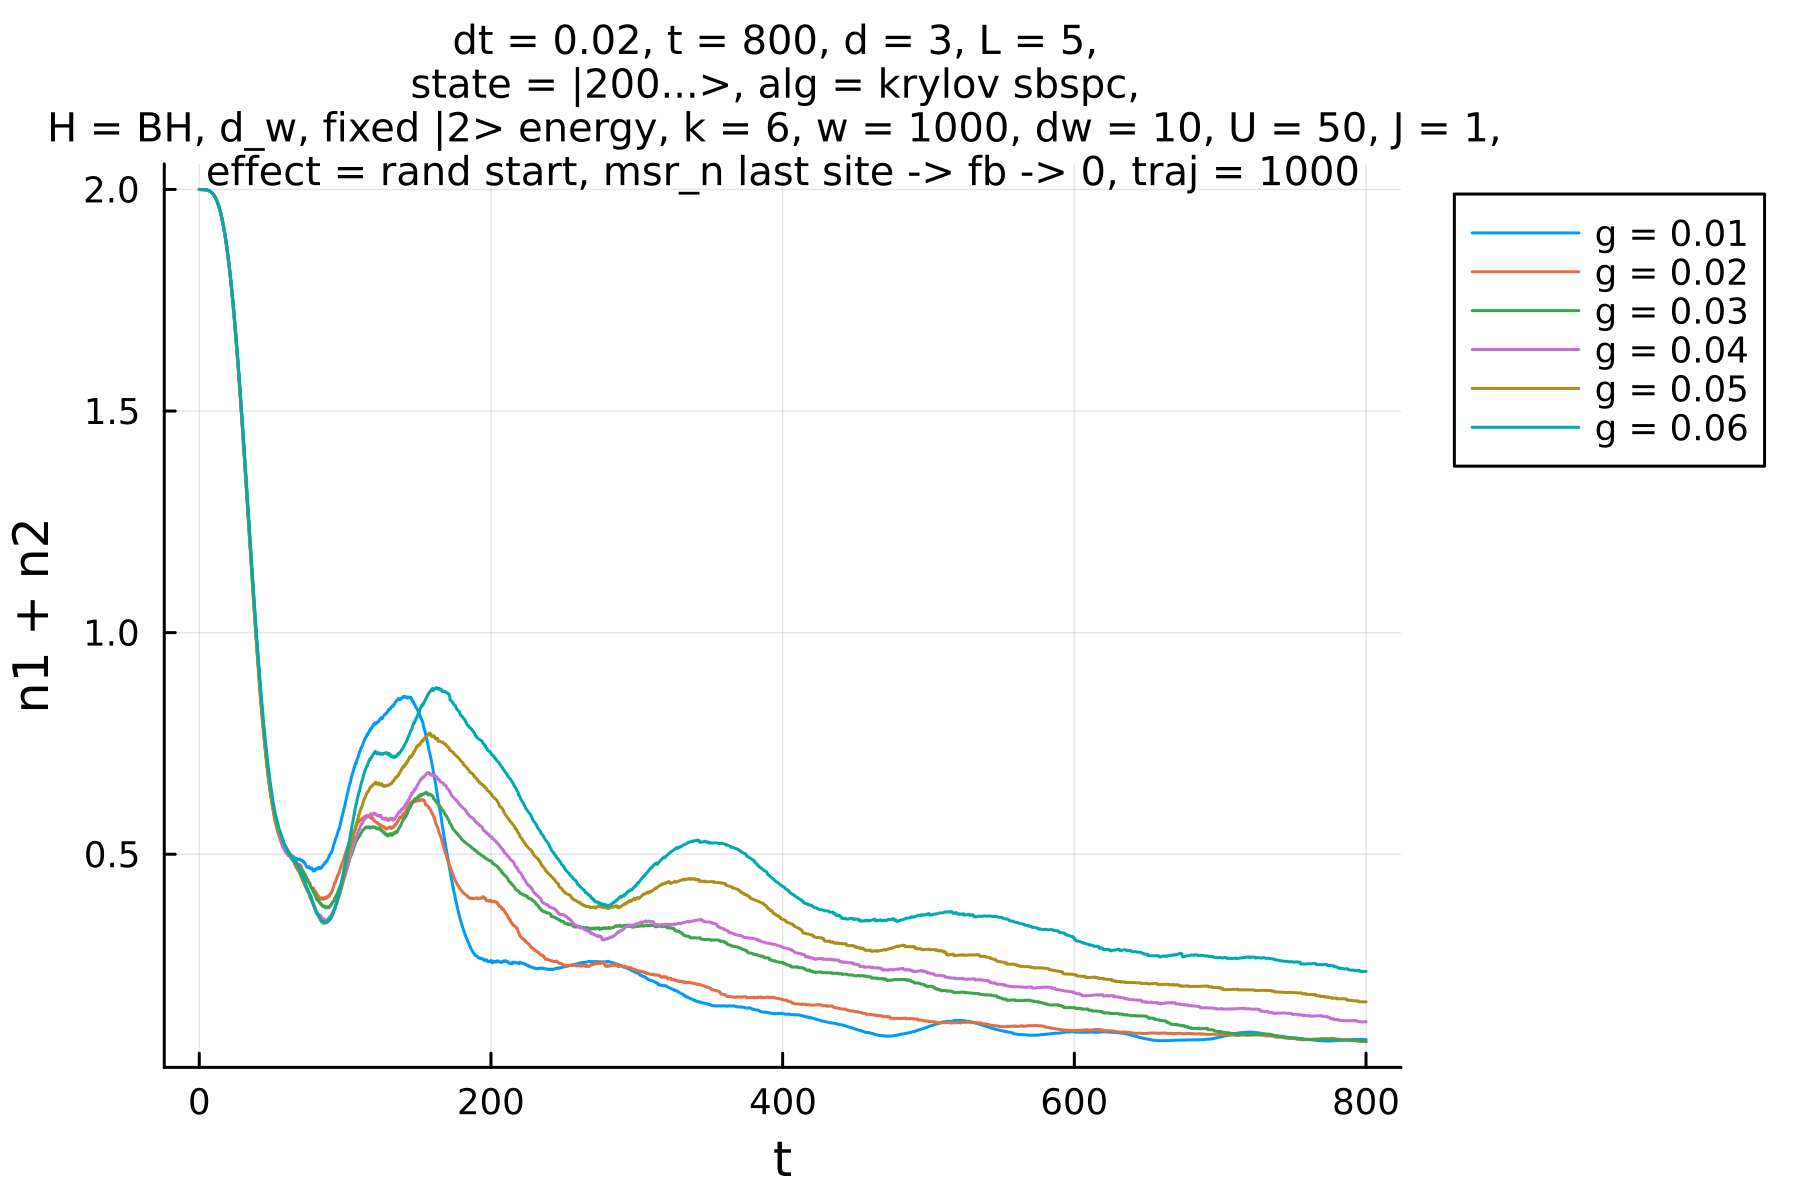 dt = 0.02, t = 800, d = 3, L = 5,
state = |200...>, alg = krylov sbspc,
H = BH, d_w, fixed |2> energy, k = 6, w = 1000, dw = 10, U = 50, J = 1,
effect = rand start, msr_n last site -> fb -> 0, traj = 1000
n1 + n2
2.0
1.5
1.0
0.5
0
200
400
600
800
t
g = 0.01
g = 0.02
g = 0.03
g = 0.04
g = 0.05
g = 0.06